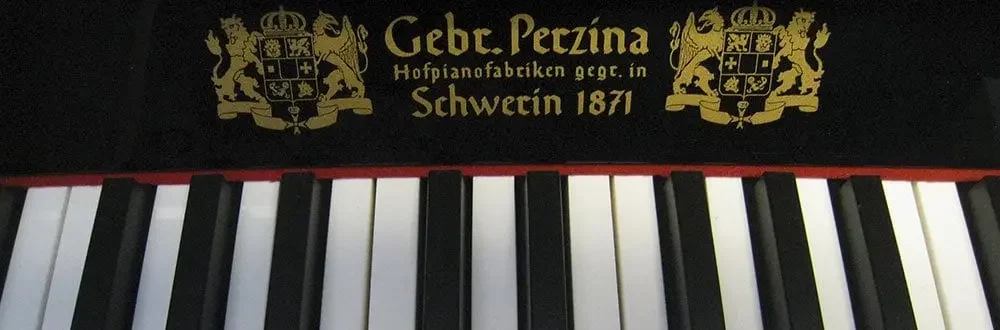 Gebr. Perzina
Hofpianofabriken gegr. in
Schwerin 1871